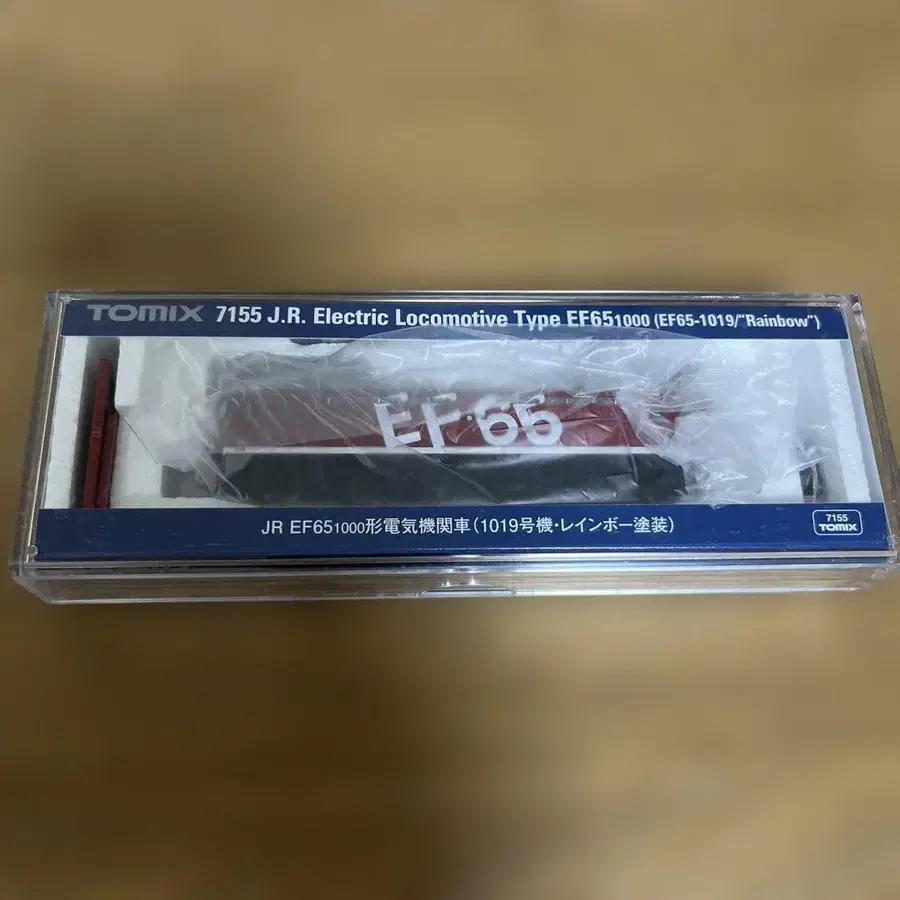 TOMIX 7155 J.R. Electric Locomotive Type EF651000 (EF65-1019/"Rainbow")
EF·65
JR EF651000形電気機関車(1019号機・レインボー塗装)
7155
TOMIX